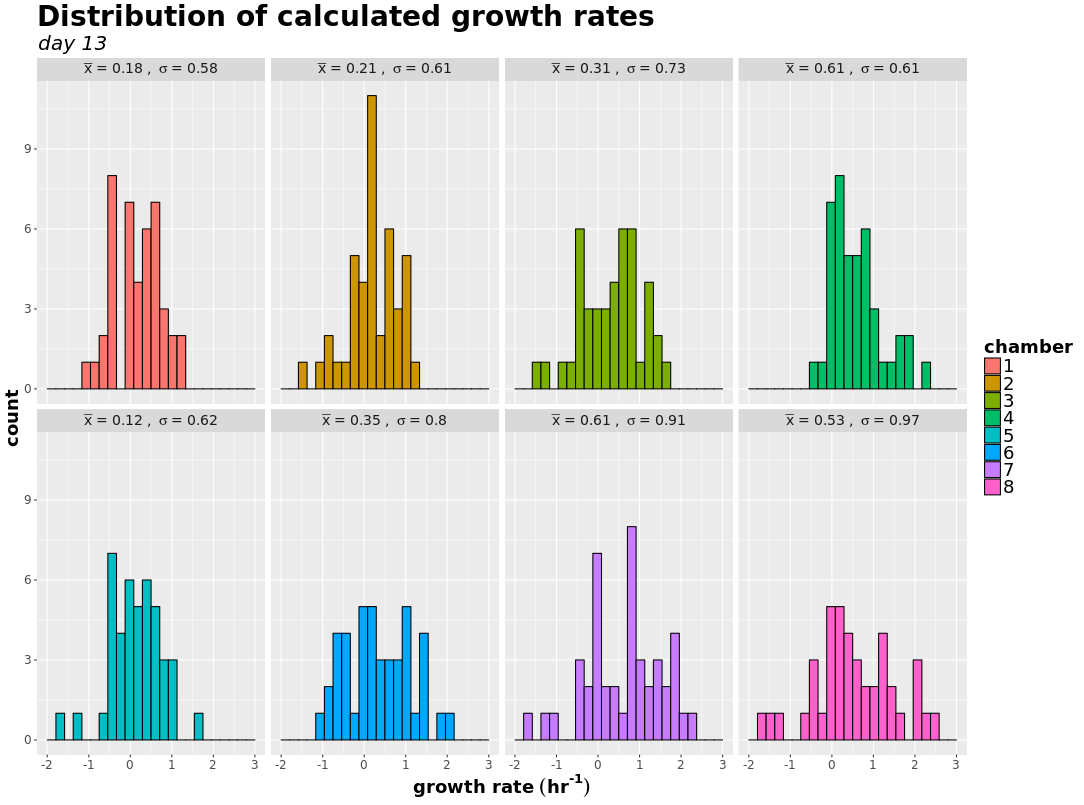 Distribution of calculated growth rates
day 13
x̅ = 0.18 , σ = 0.58
x̅ = 0.21 , σ = 0.61
x̅ = 0.31 , σ = 0.73
x̅ = 0.61 , σ = 0.61
9
6
3
0
x̅ = 0.12 , σ = 0.62
x̅ = 0.35 , σ = 0.8
x̅ = 0.61 , σ = 0.91
x̅ = 0.53 , σ = 0.97
9
6
3
0
-2 -1 0 1 2 3
-2 -1 0 1 2 3
-2 -1 0 1 2 3
-2 -1 0 1 2 3
count
growth rate (hr⁻¹)
chamber
1
2
3
4
5
6
7
8